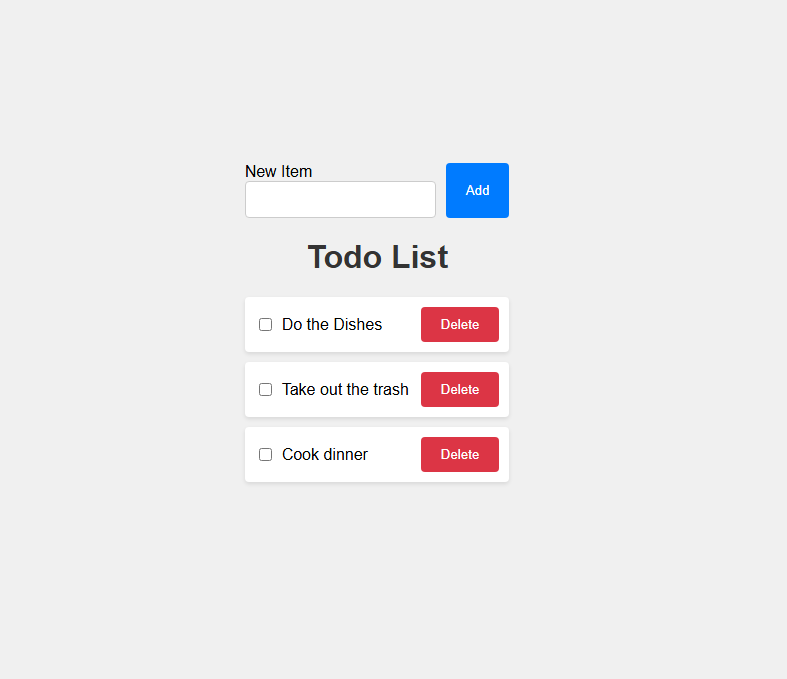 New Item
Add
Todo List
Do the Dishes Delete
Take out the trash Delete
Cook dinner Delete